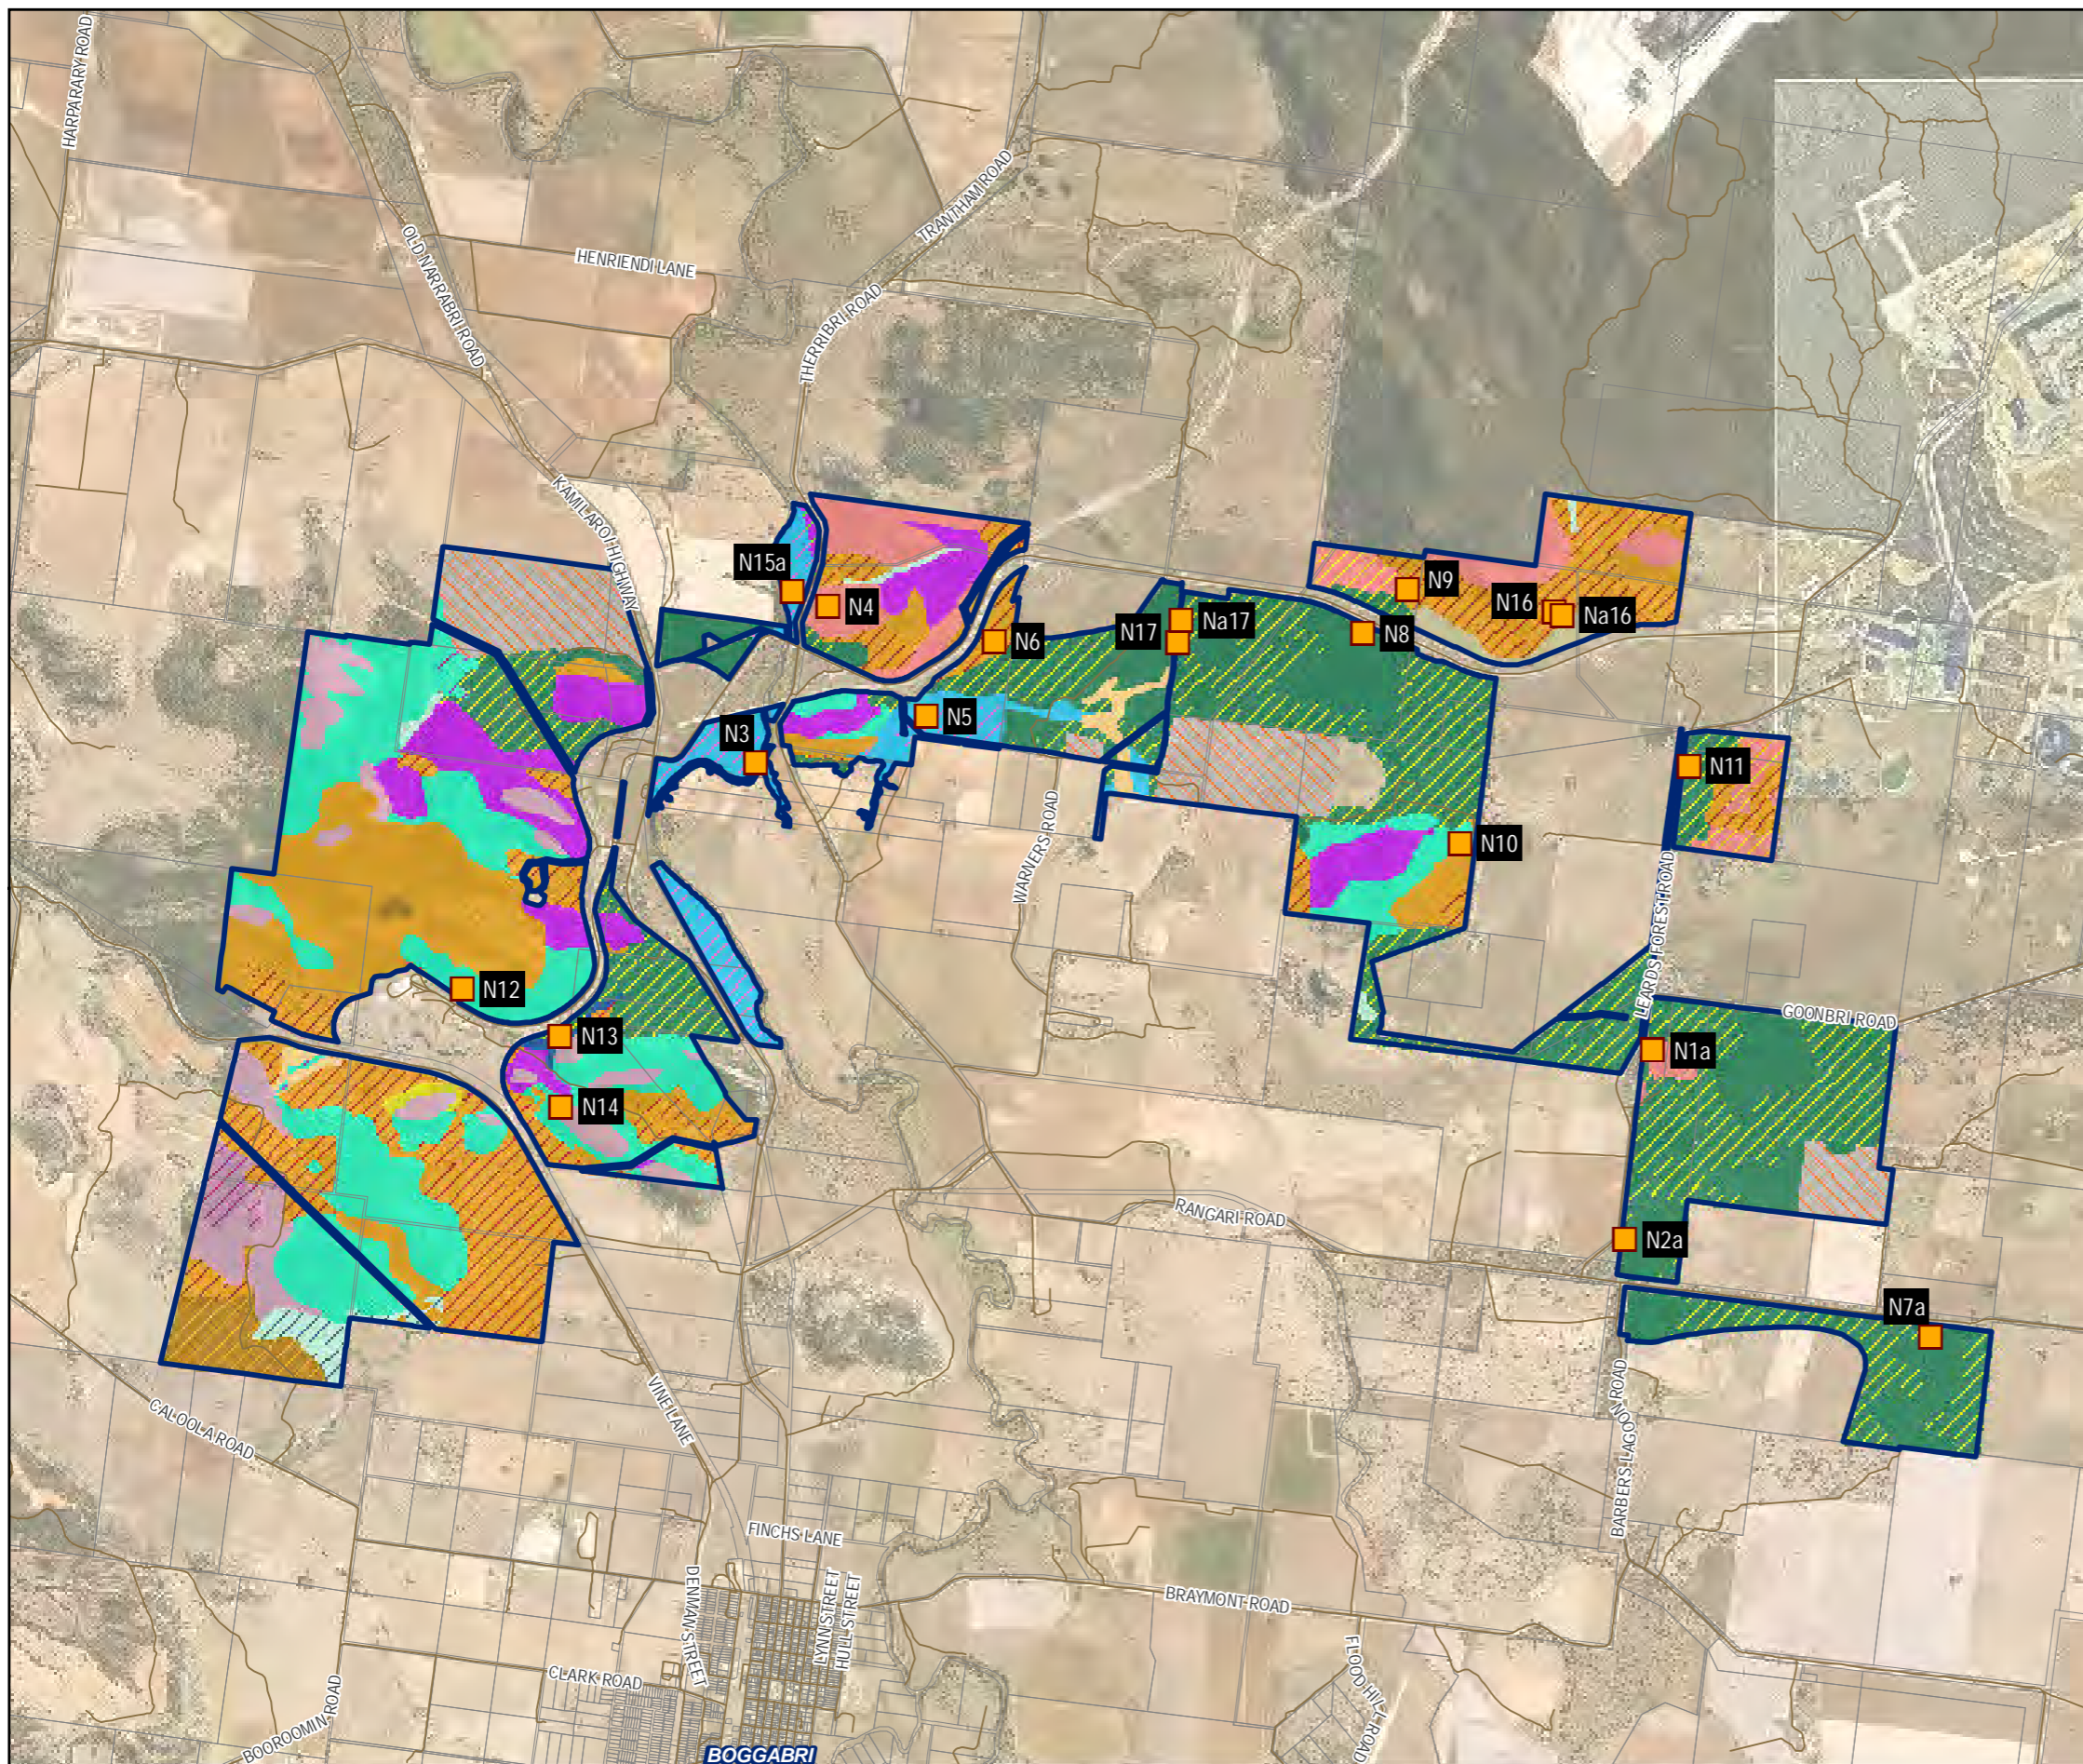 HARPARARY ROAD
OLD NARRABRI ROAD
HENRIENDI LANE
TRANTHAM ROAD
THERRIBRI ROAD
KAMILAROI HIGHWAY
N15a
N4
N9
N16
Na16
N6
N17
Na17
N8
N5
N3
N11
N10
WARNERS ROAD
LEARDS FOREST ROAD
N12
N13
GOONBRI ROAD
N1a
N14
RANGARI ROAD
N2a
N7a
CALOOLA ROAD
VINE LANE
BARBERS LAGOON ROAD
FINCHS LANE
DENMAN STREET
LYNN STREET
HULL STREET
BRAYMONT ROAD
FLOOD HILL ROAD
CLARK ROAD
BOOROOMIN ROAD
BOGGABRI